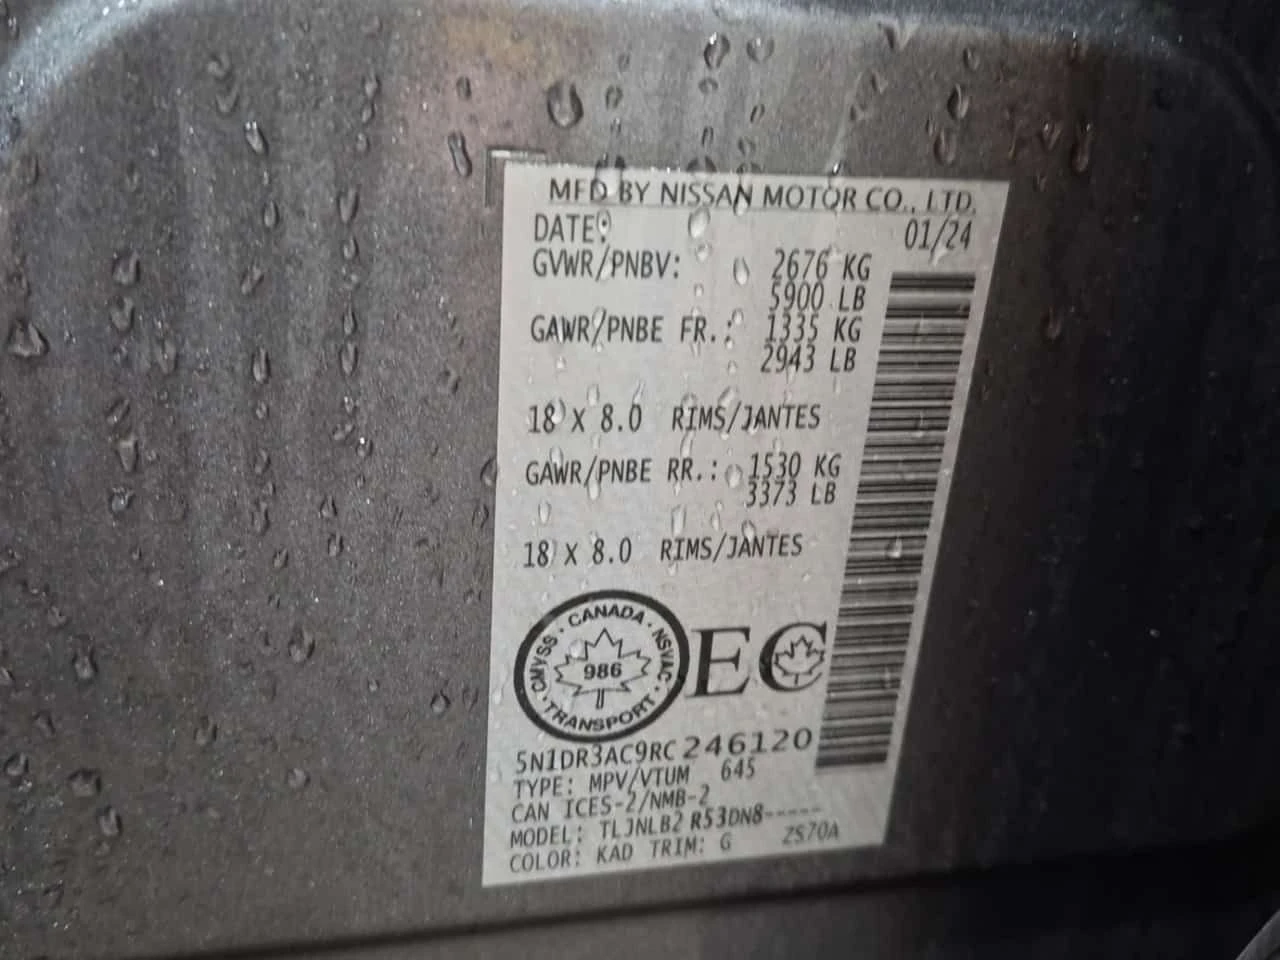 MFD BY NISSAN MOTOR CO., LTD.
DATE: 01/24
GVWR/PNBV: 2676 KG
5900 LB
GAWR/PNBE FR.: 1335 KG
2943 LB
18 X 8.0 RIMS/JANTES
GAWR/PNBE RR.: 1530 KG
3373 LB
18 X 8.0 RIMS/JANTES
CANADA · NSVAC · TRANSPORT · CMVSS ·
986
EC
5N1DR3AC9RC246120
TYPE: MPV/VTUM 645
CAN ICES-2/NMB-2
MODEL: TLJNLB2 R53DN8-----
COLOR: KAD TRIM: G ZS70A